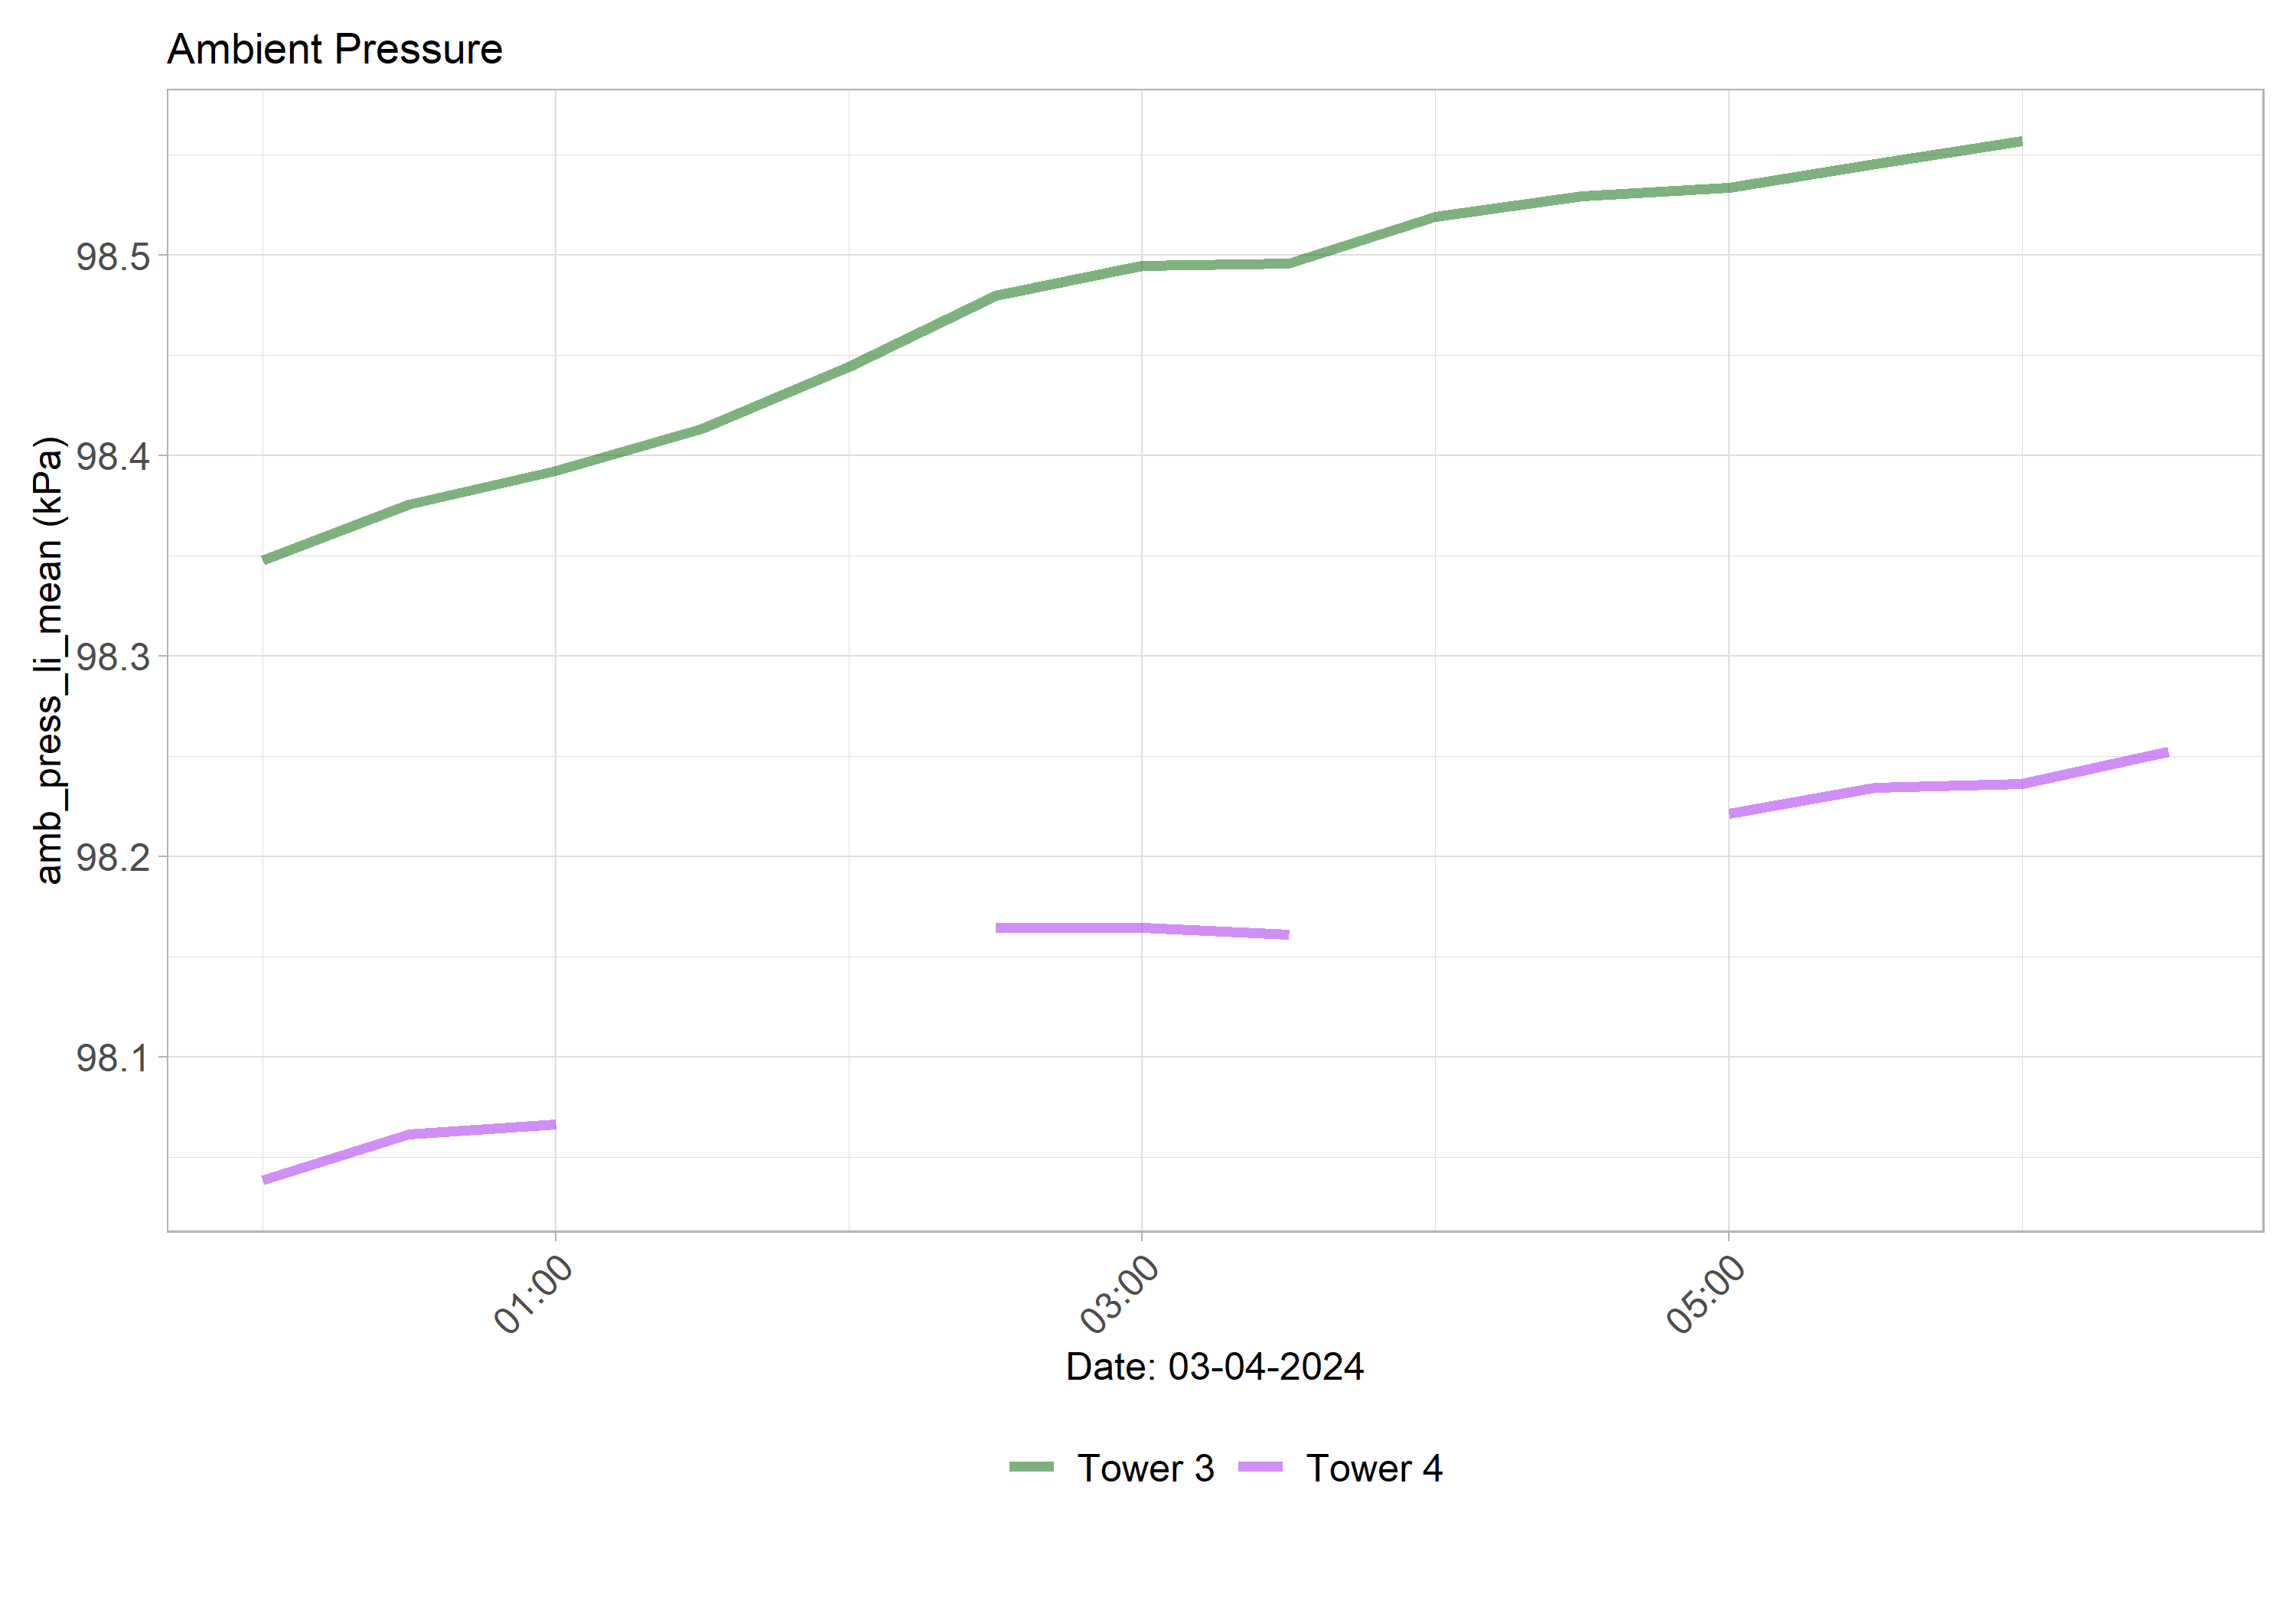 Ambient Pressure
amb_press_li_mean (kPa)
98.5
98.4
98.3
98.2
98.1
01:00
03:00
05:00
Date: 03-04-2024
Tower 3 Tower 4